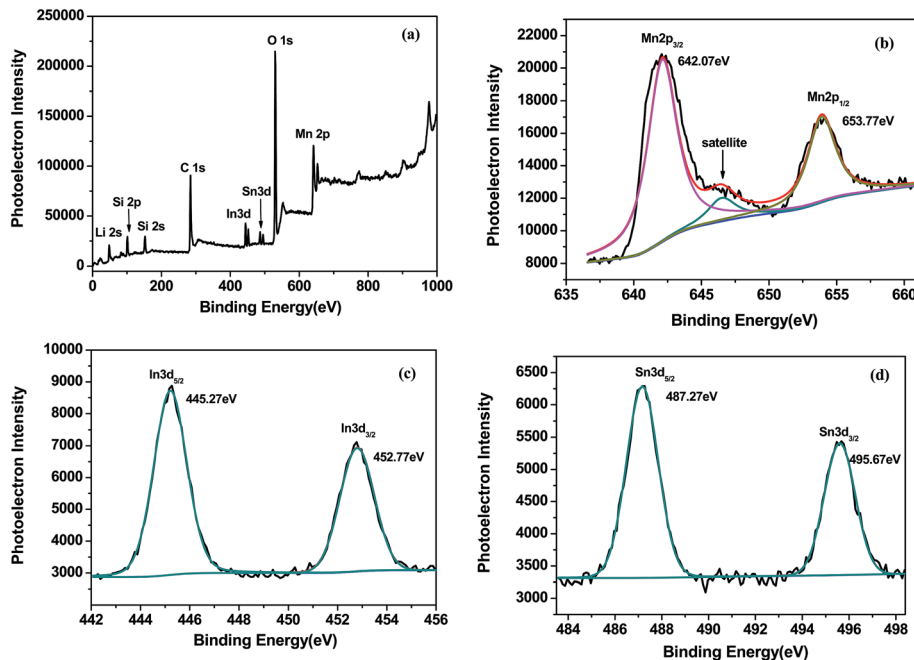 (a)
Photoelectron Intensity
250000
200000
150000
100000
50000
0
O 1s
Mn 2p
C 1s
Sn3d
In3d
Si 2p
Li 2s
Si 2s
0 200 400 600 800 1000
Binding Energy(eV)
(b)
Photoelectron Intensity
22000
20000
18000
16000
14000
12000
10000
8000
Mn2p3/2
642.07eV
Mn2p1/2
653.77eV
satellite
635 640 645 650 655 660
Binding Energy(eV)
(c)
Photoelectron Intensity
10000
9000
8000
7000
6000
5000
4000
3000
2000
In3d5/2
445.27eV
In3d3/2
452.77eV
442 444 446 448 450 452 454 456
Binding Energy(eV)
(d)
Photoelectron Intensity
6500
6000
5500
5000
4500
4000
3500
3000
Sn3d5/2
487.27eV
Sn3d3/2
495.67eV
484 486 488 490 492 494 496 498
Binding Energy(eV)